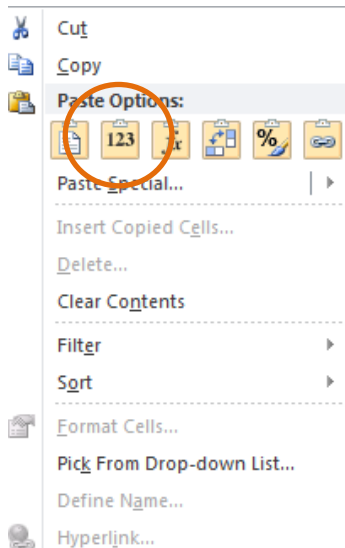 Cut
Copy
Paste Options:
123 fx %
Paste Special...
Insert Copied Cells...
Delete...
Clear Contents
Filter
Sort
Format Cells...
Pick From Drop-down List...
Define Name...
Hyperlink...